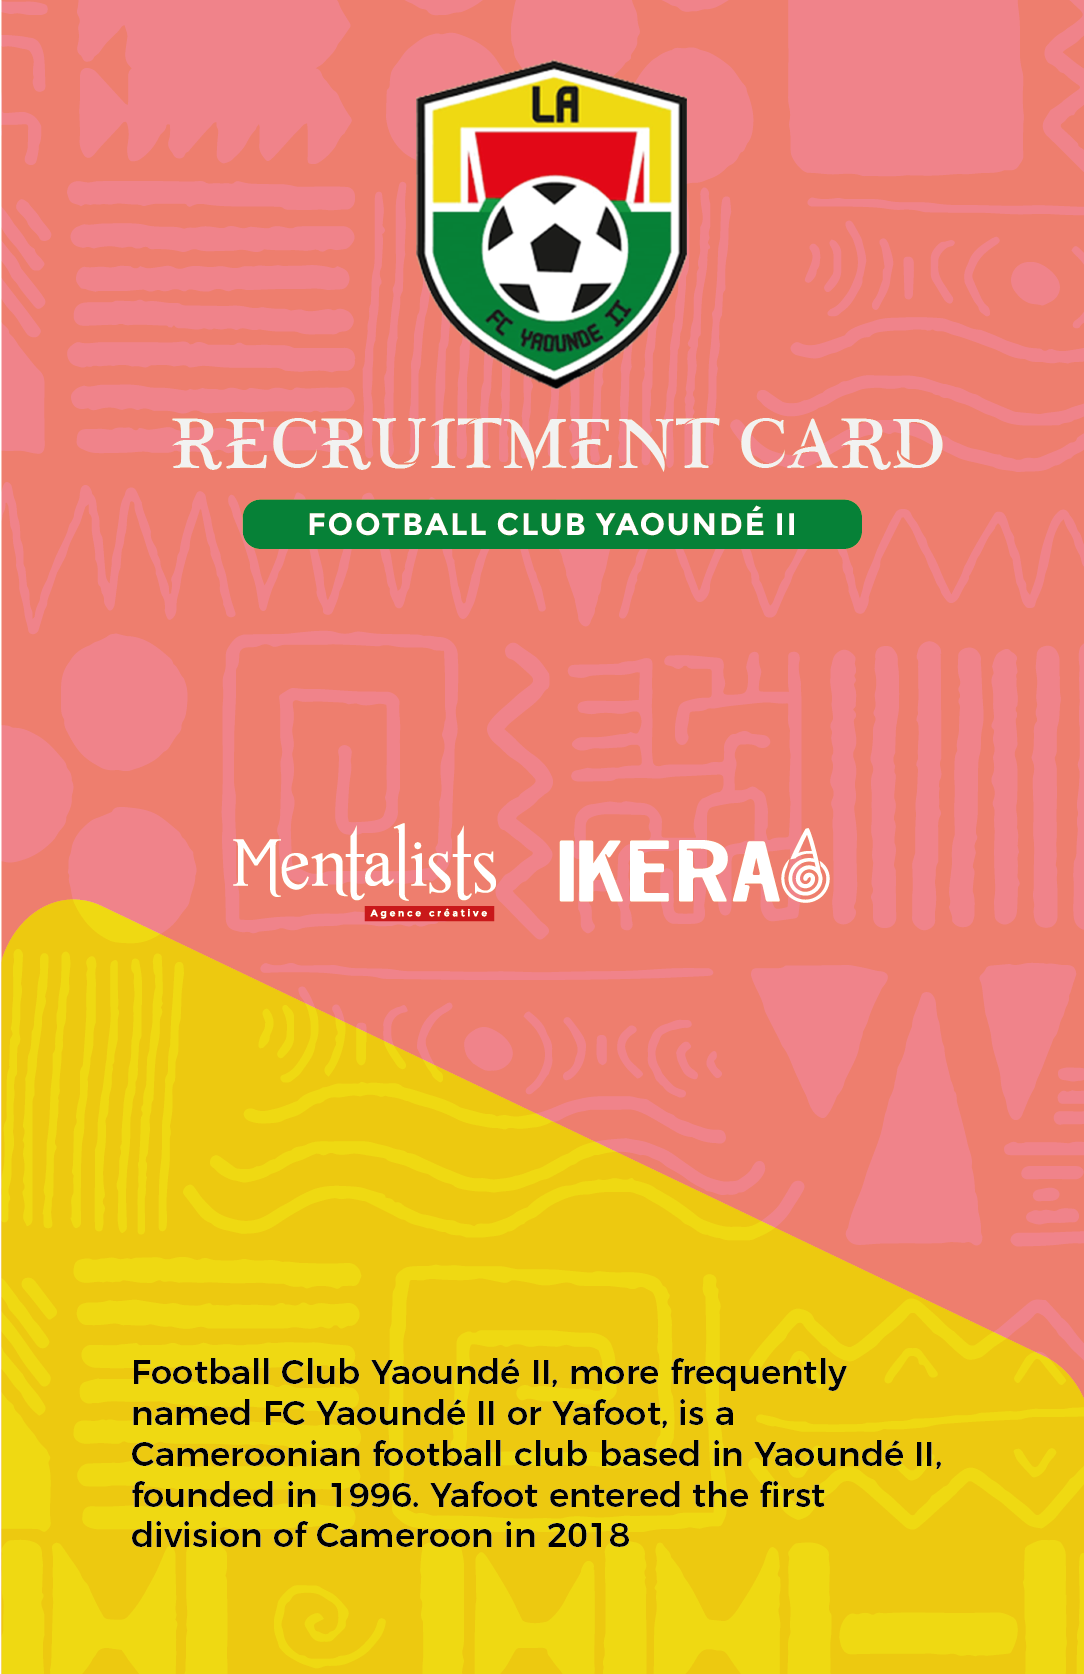 LA
FC YAOUNDE II
RECRUITMENT CARD
FOOTBALL CLUB YAOUNDÉ II
Mentalists
Agence créative
IKERA
Football Club Yaoundé II, more frequently
named FC Yaoundé II or Yafoot, is a
Cameroonian football club based in Yaoundé II,
founded in 1996. Yafoot entered the first
division of Cameroon in 2018